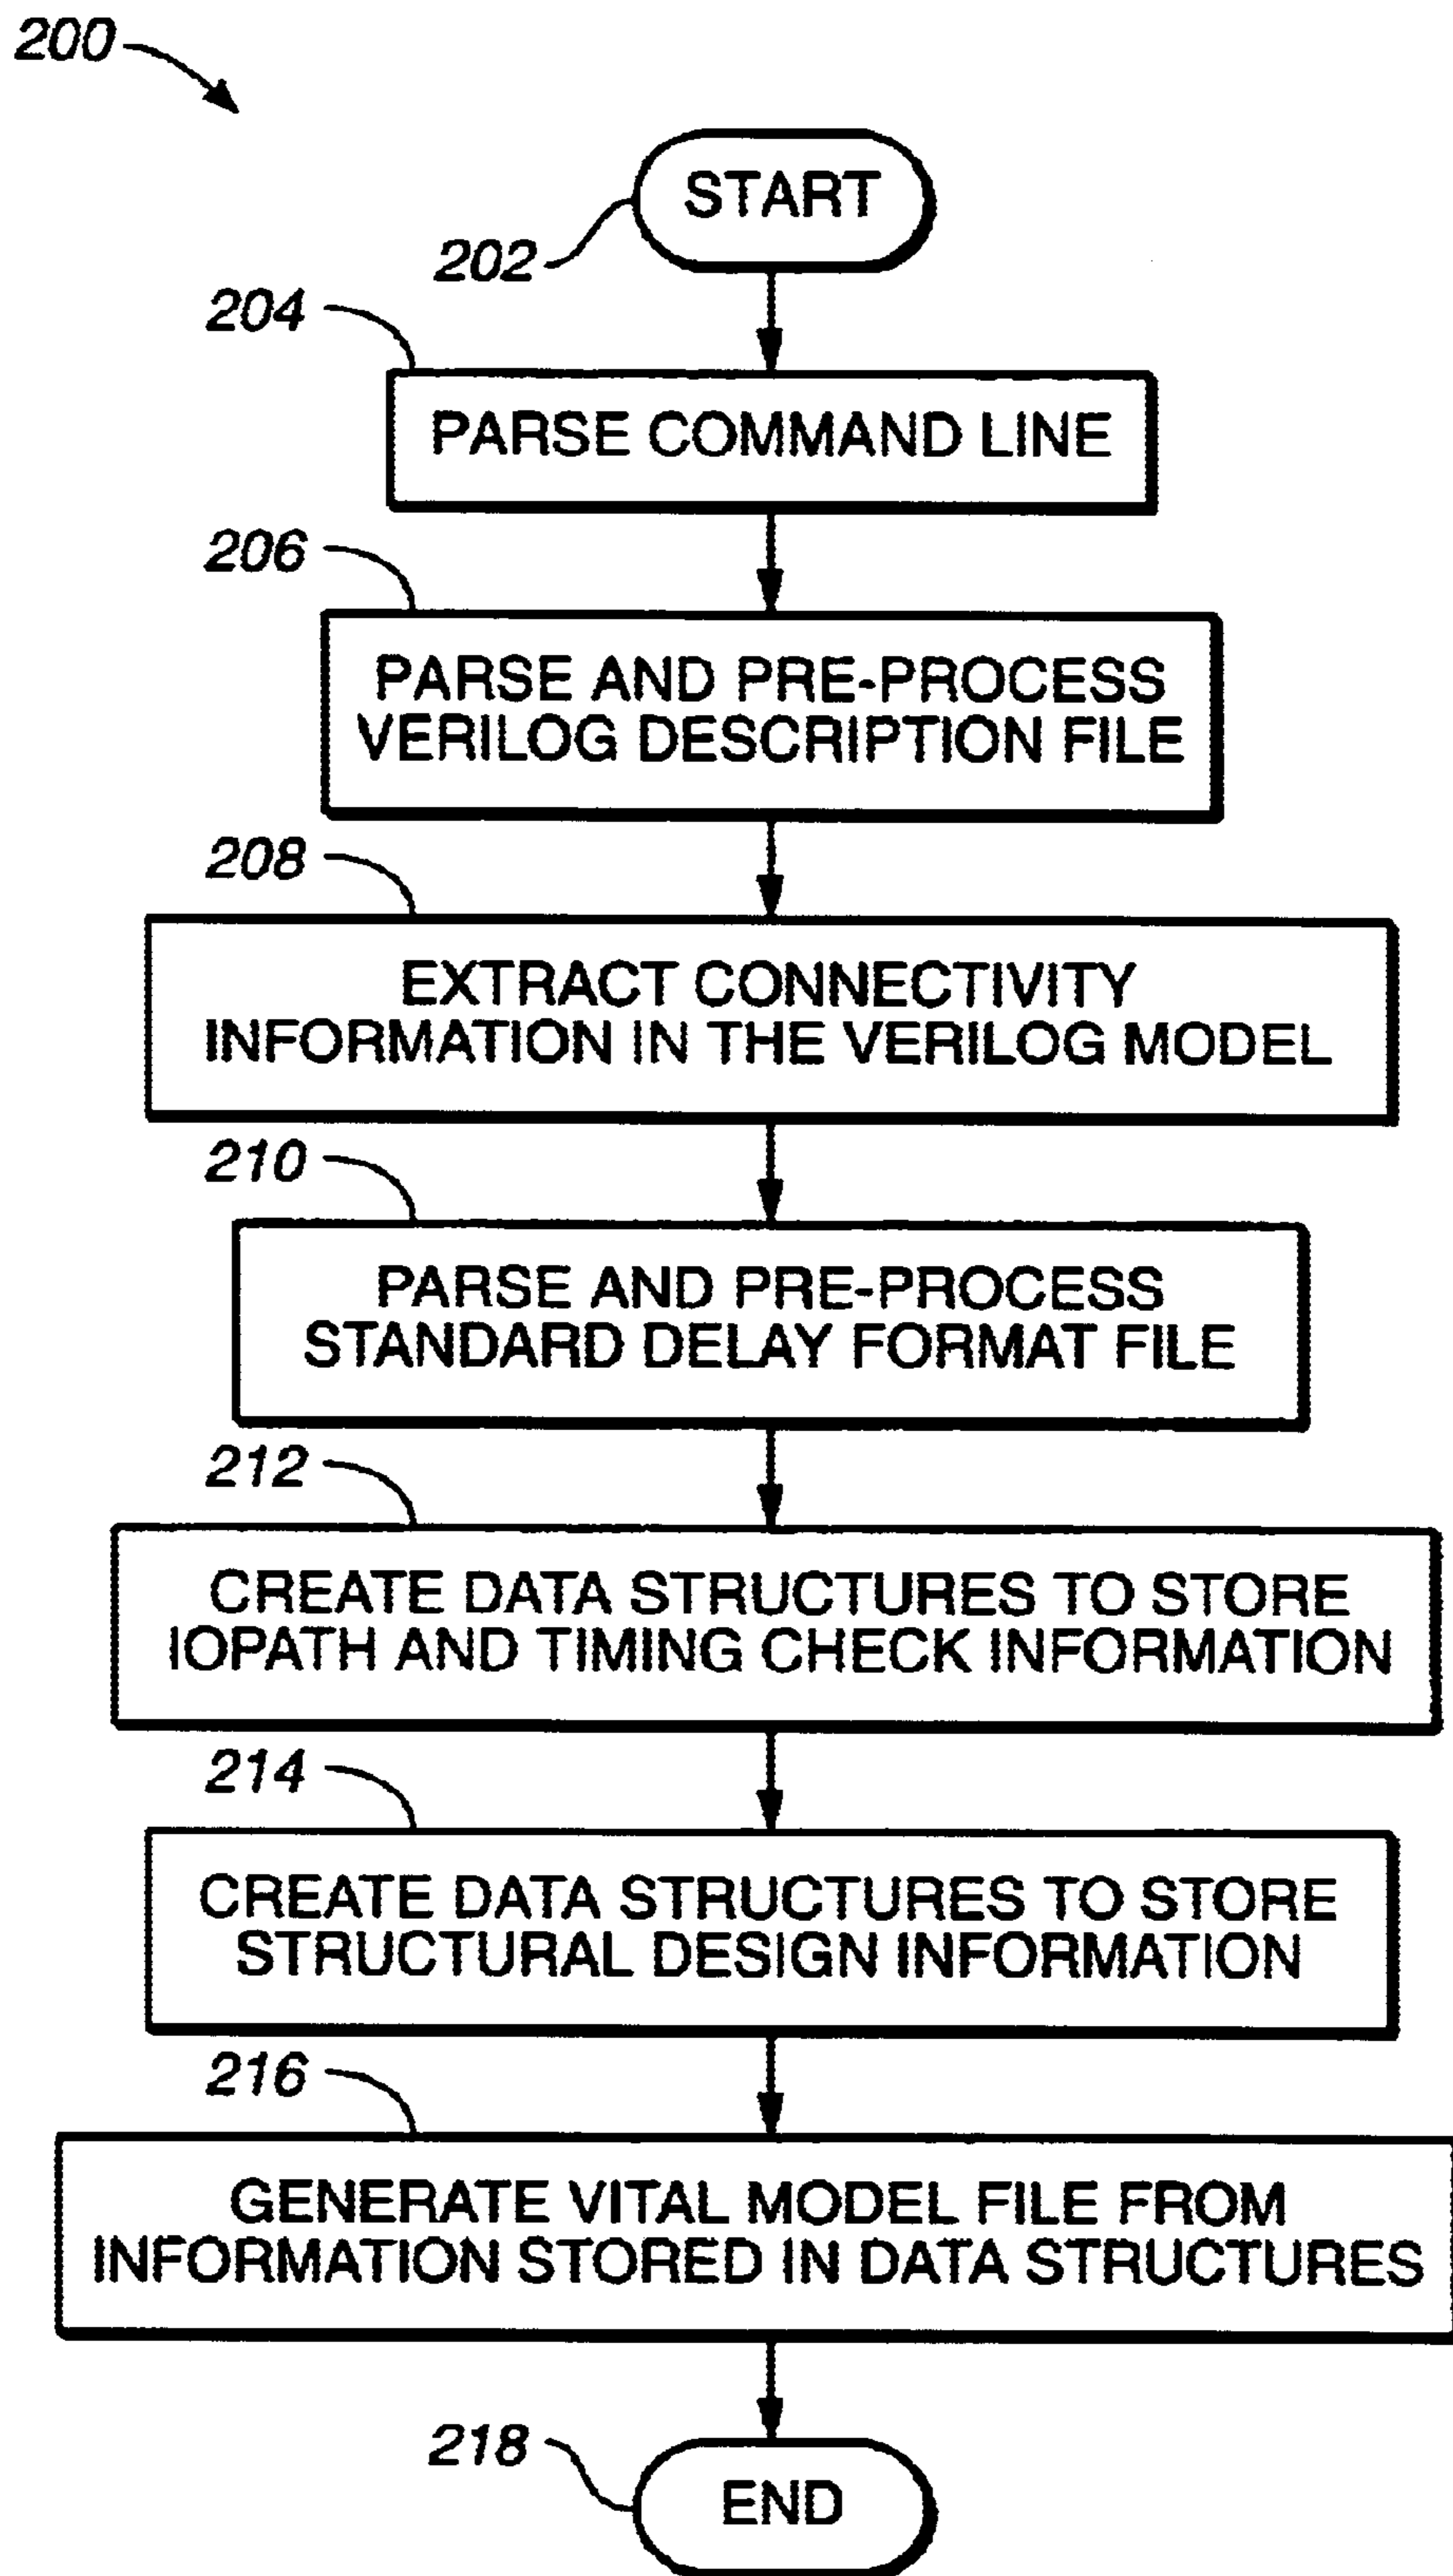 200
START
202
204
PARSE COMMAND LINE
206
PARSE AND PRE-PROCESS
VERILOG DESCRIPTION FILE
208
EXTRACT CONNECTIVITY
INFORMATION IN THE VERILOG MODEL
210
PARSE AND PRE-PROCESS
STANDARD DELAY FORMAT FILE
212
CREATE DATA STRUCTURES TO STORE
IOPATH AND TIMING CHECK INFORMATION
214
CREATE DATA STRUCTURES TO STORE
STRUCTURAL DESIGN INFORMATION
216
GENERATE VITAL MODEL FILE FROM
INFORMATION STORED IN DATA STRUCTURES
218
END